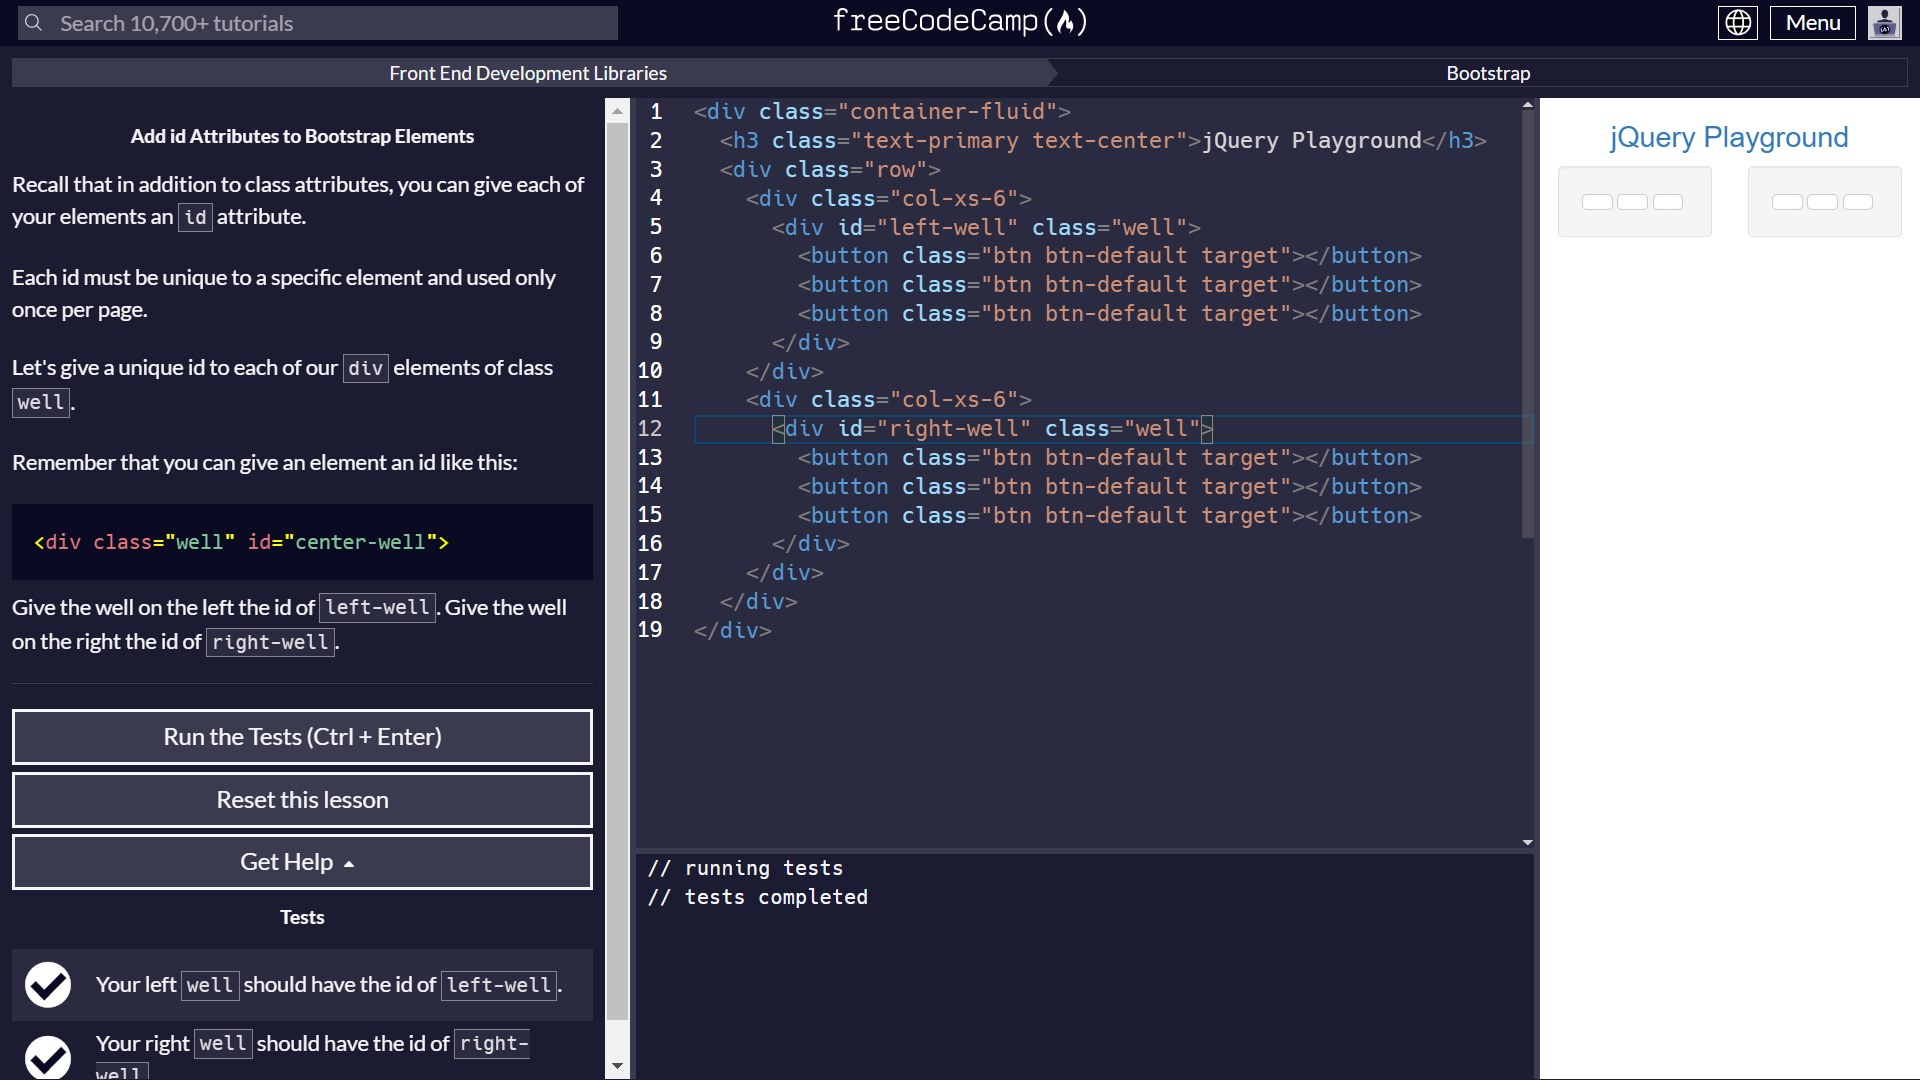 Search 10,700+ tutorials
freeCodeCamp
Menu
Front End Development Libraries
Bootstrap
Add id Attributes to Bootstrap Elements
Recall that in addition to class attributes, you can give each of
your elements an id attribute.
Each id must be unique to a specific element and used only
once per page.
Let's give a unique id to each of our div elements of class
well.
Remember that you can give an element an id like this:
<div class="well" id="center-well">
Give the well on the left the id of left-well. Give the well
on the right the id of right-well.
Run the Tests (Ctrl + Enter)
Reset this lesson
Get Help
Tests
Your left well should have the id of left-well.
Your right well should have the id of right-
well
1 <div class="container-fluid">
2 <h3 class="text-primary text-center">jQuery Playground</h3>
3 <div class="row">
4 <div class="col-xs-6">
5 <div id="left-well" class="well">
6 <button class="btn btn-default target"></button>
7 <button class="btn btn-default target"></button>
8 <button class="btn btn-default target"></button>
9 </div>
10 </div>
11 <div class="col-xs-6">
12 <div id="right-well" class="well">
13 <button class="btn btn-default target"></button>
14 <button class="btn btn-default target"></button>
15 <button class="btn btn-default target"></button>
16 </div>
17 </div>
18 </div>
19 </div>
// running tests
// tests completed
jQuery Playground